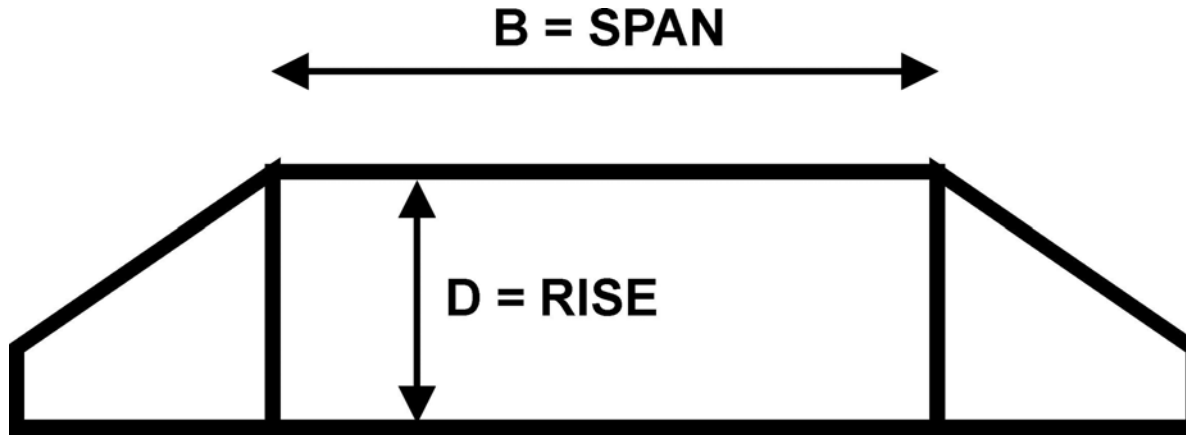 B = SPAN
D = RISE